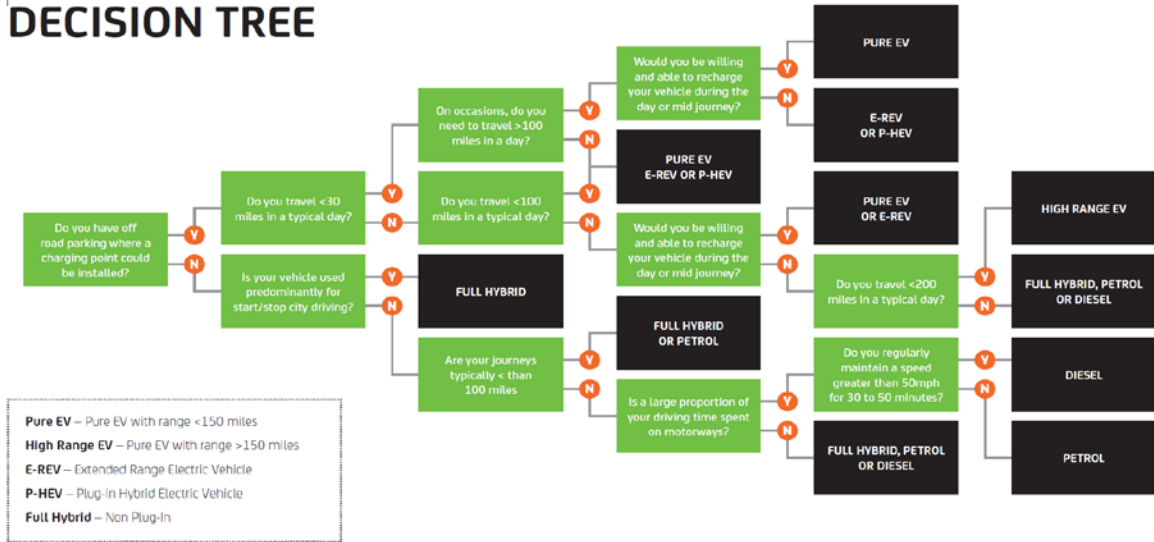 DECISION TREE
Do you have off
road parking where a
charging point could
be installed?
Y
N
Do you travel <30
miles in a typical day?
Y
N
Is your vehicle used
predominantly for
start/stop city driving?
Y
N
On occasions, do you
need to travel >100
miles in a day?
Y
N
Do you travel <100
miles in a typical day?
Y
N
FULL HYBRID
Are your journeys
typically < than
100 miles
Y
N
Would you be willing
and able to recharge
your vehicle during the
day or mid journey?
Y
N
PURE EV
E-REV OR P-HEV
Would you be willing
and able to recharge
your vehicle during the
day or mid journey?
Y
N
FULL HYBRID
OR PETROL
Is a large proportion of
your driving time spent
on motorways?
Y
N
PURE EV
E-REV
OR P-HEV
PURE EV
OR E-REV
Do you travel <200
miles in a typical day?
Y
N
Do you regularly
maintain a speed
greater than 50mph
for 30 to 50 minutes?
Y
N
FULL HYBRID, PETROL
OR DIESEL
HIGH RANGE EV
FULL HYBRID, PETROL
OR DIESEL
DIESEL
PETROL
Pure EV – Pure EV with range <150 miles
High Range EV – Pure EV with range >150 miles
E-REV – Extended Range Electric Vehicle
P-HEV – Plug-in Hybrid Electric Vehicle
Full Hybrid – Non Plug-In